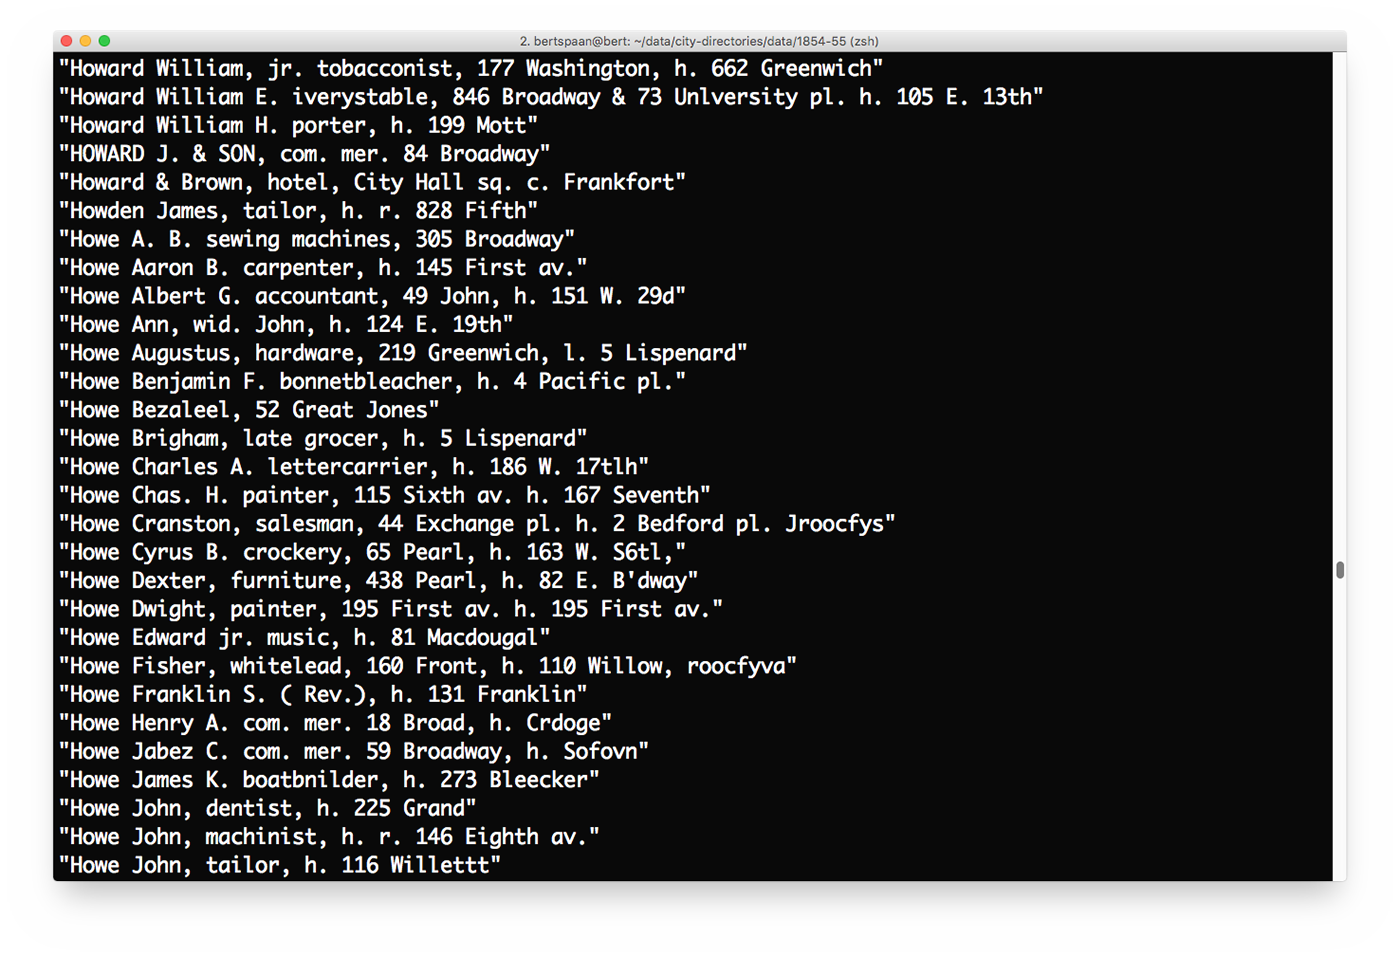 2. bertspaan@bert: ~/data/city-directories/data/1854-55 (zsh)
"Howard William, jr. tobacconist, 177 Washington, h. 662 Greenwich"
"Howard William E. iverystable, 846 Broadway & 73 Unlversity pl. h. 105 E. 13th"
"Howard William H. porter, h. 199 Mott"
"HOWARD J. & SON, com. mer. 84 Broadway"
"Howard & Brown, hotel, City Hall sq. c. Frankfort"
"Howden James, tailor, h. r. 828 Fifth"
"Howe A. B. sewing machines, 305 Broadway"
"Howe Aaron B. carpenter, h. 145 First av."
"Howe Albert G. accountant, 49 John, h. 151 W. 29d"
"Howe Ann, wid. John, h. 124 E. 19th"
"Howe Augustus, hardware, 219 Greenwich, l. 5 Lispenard"
"Howe Benjamin F. bonnetbleacher, h. 4 Pacific pl."
"Howe Bezaleel, 52 Great Jones"
"Howe Brigham, late grocer, h. 5 Lispenard"
"Howe Charles A. lettercarrier, h. 186 W. 17tlh"
"Howe Chas. H. painter, 115 Sixth av. h. 167 Seventh"
"Howe Cranston, salesman, 44 Exchange pl. h. 2 Bedford pl. Jroocfys"
"Howe Cyrus B. crockery, 65 Pearl, h. 163 W. S6tl,"
"Howe Dexter, furniture, 438 Pearl, h. 82 E. B'dway"
"Howe Dwight, painter, 195 First av. h. 195 First av."
"Howe Edward jr. music, h. 81 Macdougal"
"Howe Fisher, whitelead, 160 Front, h. 110 Willow, roocfyva"
"Howe Franklin S. ( Rev.), h. 131 Franklin"
"Howe Henry A. com. mer. 18 Broad, h. Crdoge"
"Howe Jabez C. com. mer. 59 Broadway, h. Sofovn"
"Howe James K. boatbnilder, h. 273 Bleecker"
"Howe John, dentist, h. 225 Grand"
"Howe John, machinist, h. r. 146 Eighth av."
"Howe John, tailor, h. 116 Willettt"